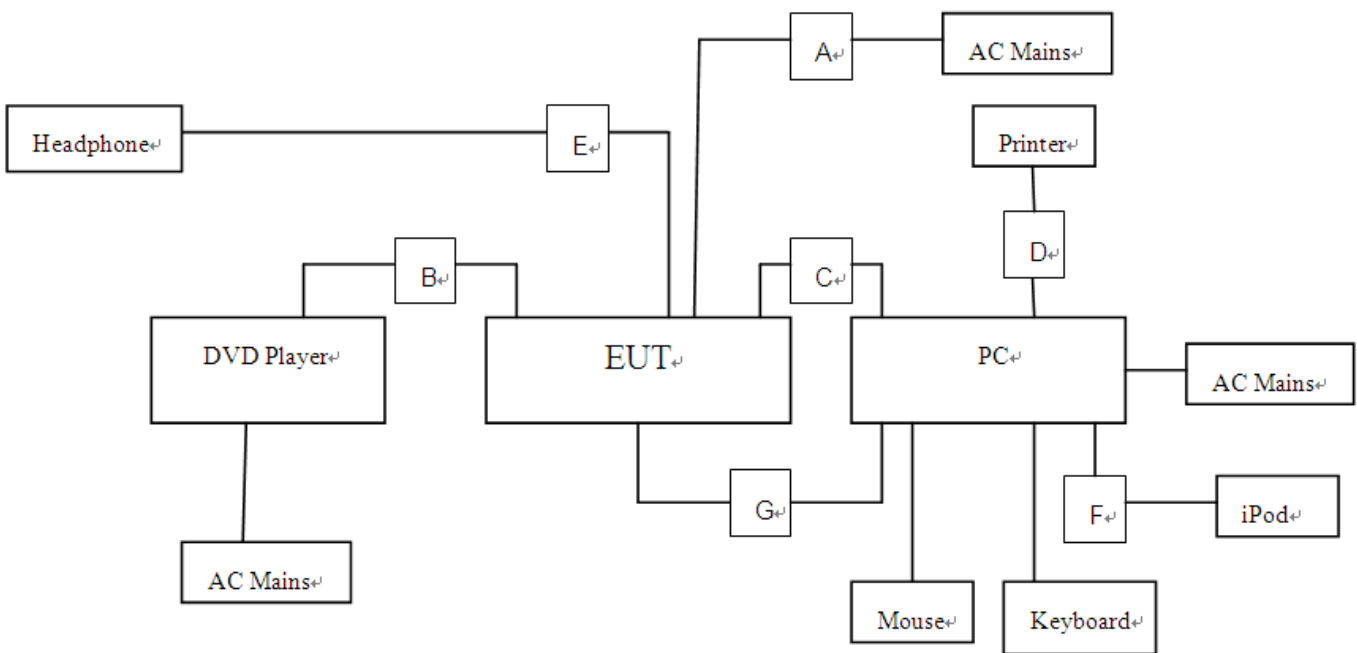 A
AC Mains
Headphone
E
Printer
B
C
D
DVD Player
EUT
PC
AC Mains
G
F
iPod
AC Mains
Mouse
Keyboard